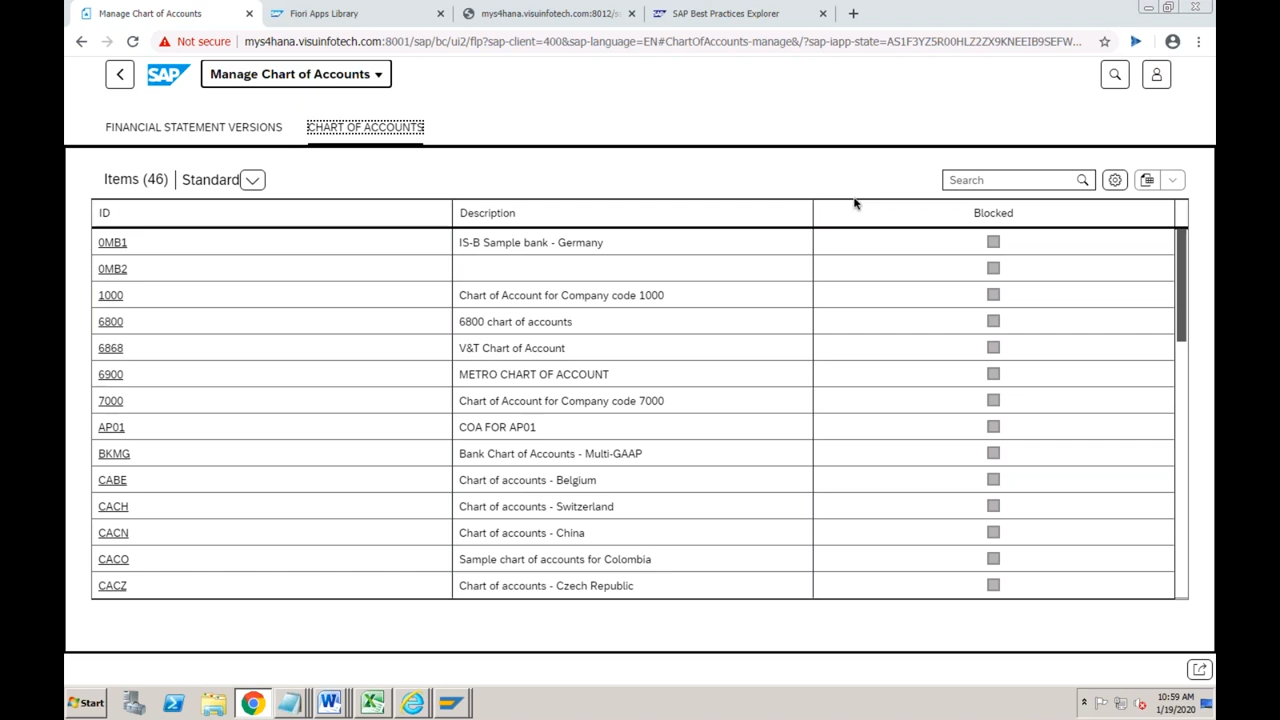 Manage Chart of Accounts
Fiori Apps Library
mys4hana.visuinfotech.com:8012/s
SAP Best Practices Explorer
Not secure
mys4hana.visuinfotech.com:8001/sap/bc/ui2/flp?sap-client=400&sap-language=EN#ChartOfAccounts-manage&/?sap-iapp-state=AS1F3YZ5R00HLZ2ZX9KNEEIB9SEFW...
SAP
Manage Chart of Accounts
FINANCIAL STATEMENT VERSIONS
CHART OF ACCOUNTS
Items (46)
Standard
Search
ID
Description
Blocked
0MB1
IS-B Sample bank - Germany
0MB2
1000
Chart of Account for Company code 1000
6800
6800 chart of accounts
6868
V&T Chart of Account
6900
METRO CHART OF ACCOUNT
7000
Chart of Account for Company code 7000
AP01
COA FOR AP01
BKMG
Bank Chart of Accounts - Multi-GAAP
CABE
Chart of accounts - Belgium
CACH
Chart of accounts - Switzerland
CACN
Chart of accounts - China
CACO
Sample chart of accounts for Colombia
CACZ
Chart of accounts - Czech Republic
Start
10:59 AM
1/19/2020